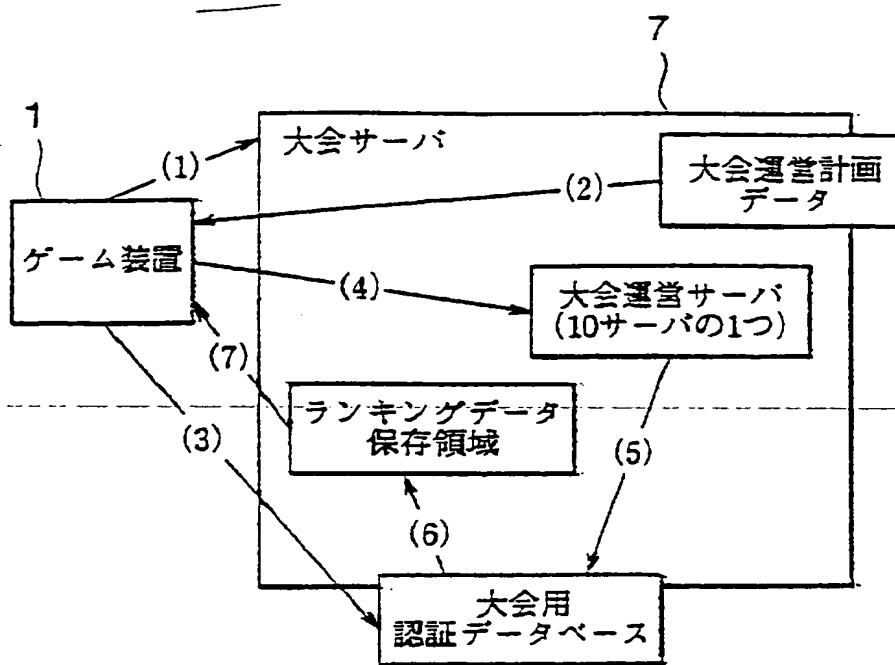 7
1
大会サーバ
(1)
大会運営計画
データ
(2)
ゲーム装置
(4)
大会運営サーバ
(10サーバの1つ)
(7)
ランキングデータ
保存領域
(3)
(5)
(6)
大会用
認証データベース